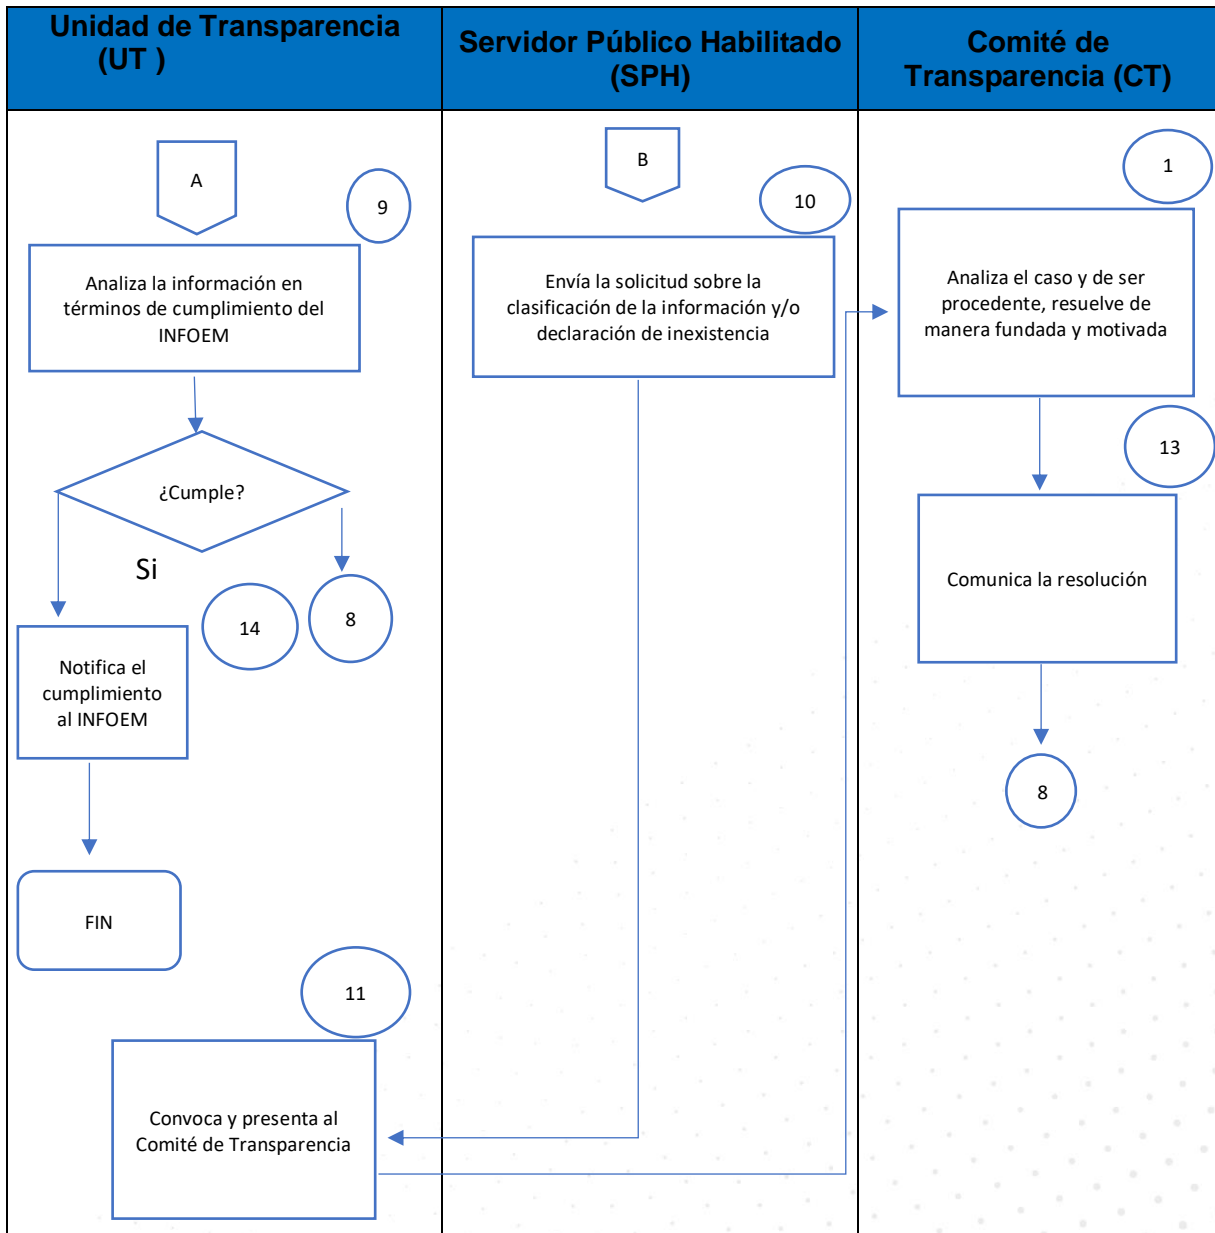 Unidad de Transparencia
(UT )
Servidor Público Habilitado
(SPH)
Comité de
Transparencia (CT)
A
9
Analiza la información en
términos de cumplimiento del
INFOEM
¿Cumple?
Si
14
8
Notifica el
cumplimiento
al INFOEM
FIN
11
Convoca y presenta al
Comité de Transparencia
B
10
Envía la solicitud sobre la
clasificación de la información y/o
declaración de inexistencia
1
Analiza el caso y de ser
procedente, resuelve de
manera fundada y motivada
13
Comunica la resolución
8